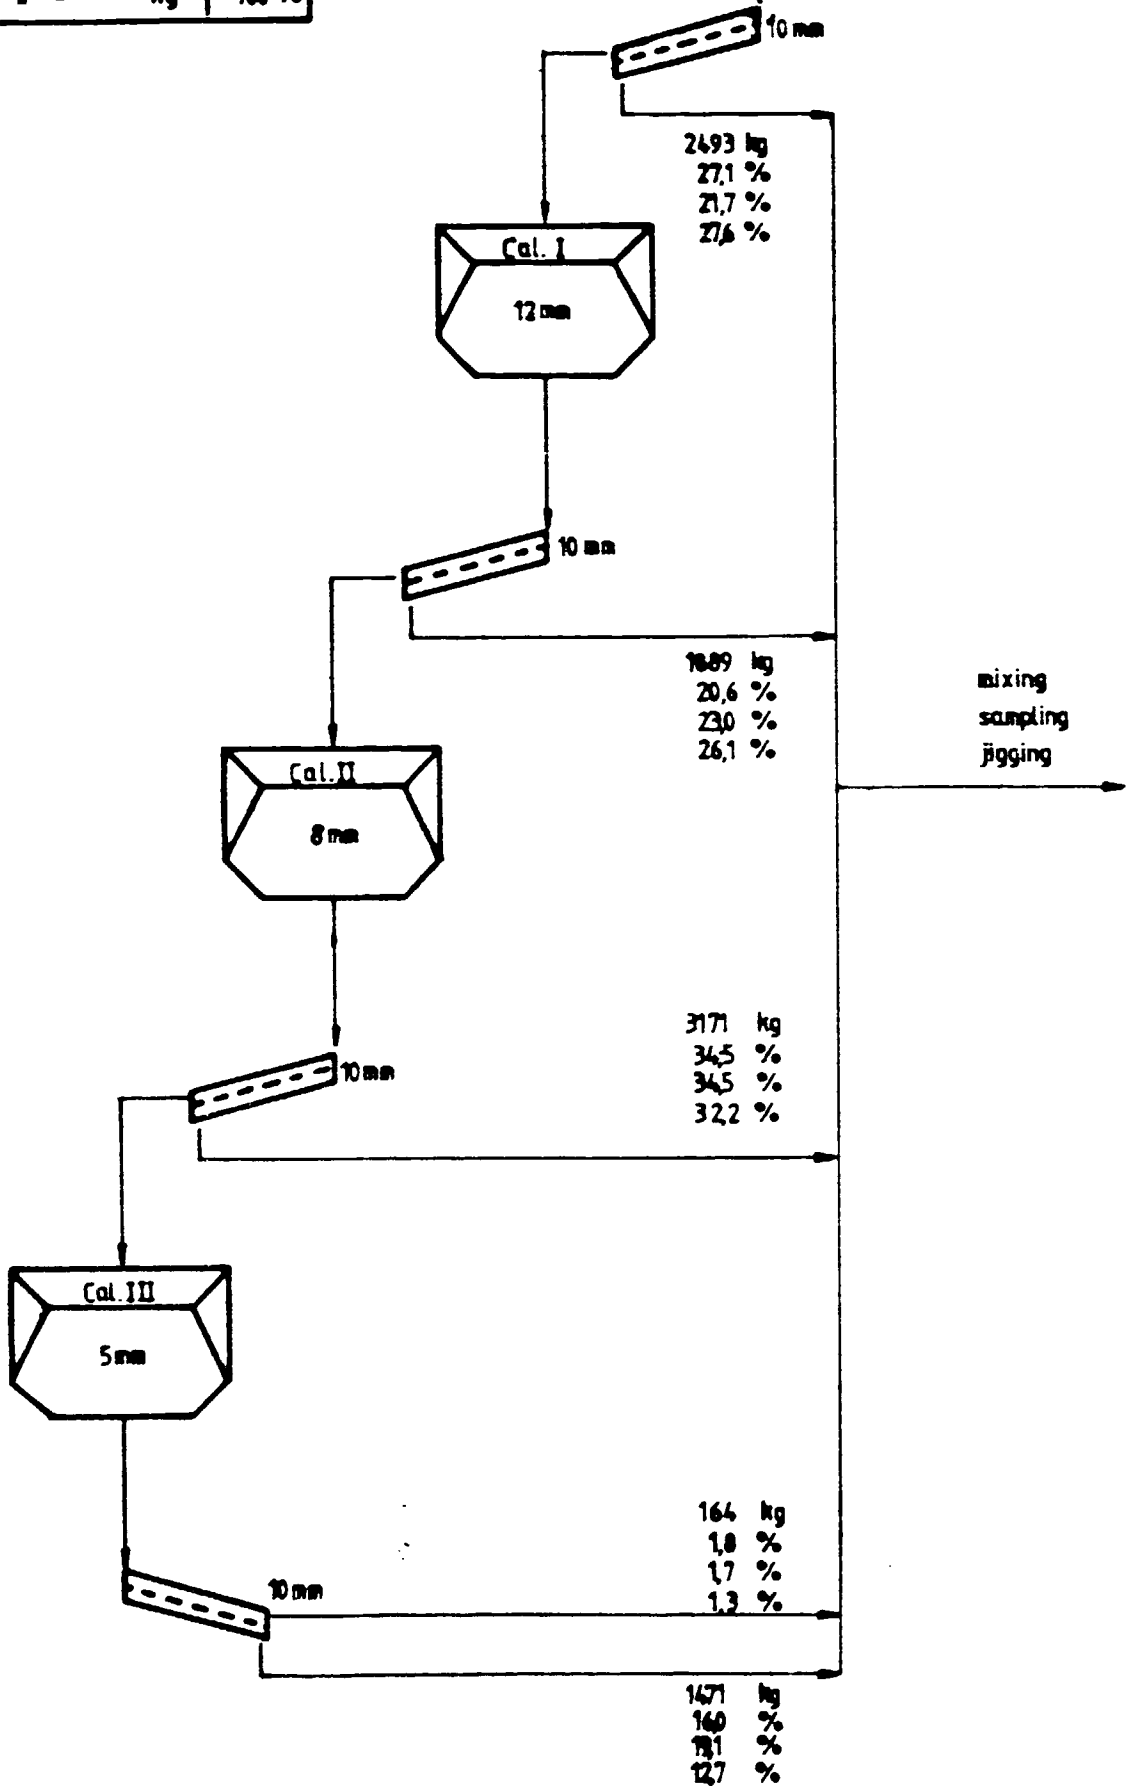 kg
10 mm
2493 kg
27,1 %
21,7 %
27,6 %
Cal. I
12 mm
10 mm
1889 kg
20,6 %
23,0 %
26,1 %
mixing
sampling
jigging
Cal. II
8 mm
3171 kg
34,5 %
34,5 %
32,2 %
10 mm
Cal. III
5 mm
164 kg
1,8 %
1,7 %
1,3 %
10 mm
1471 kg
16,0 %
19,1 %
12,7 %